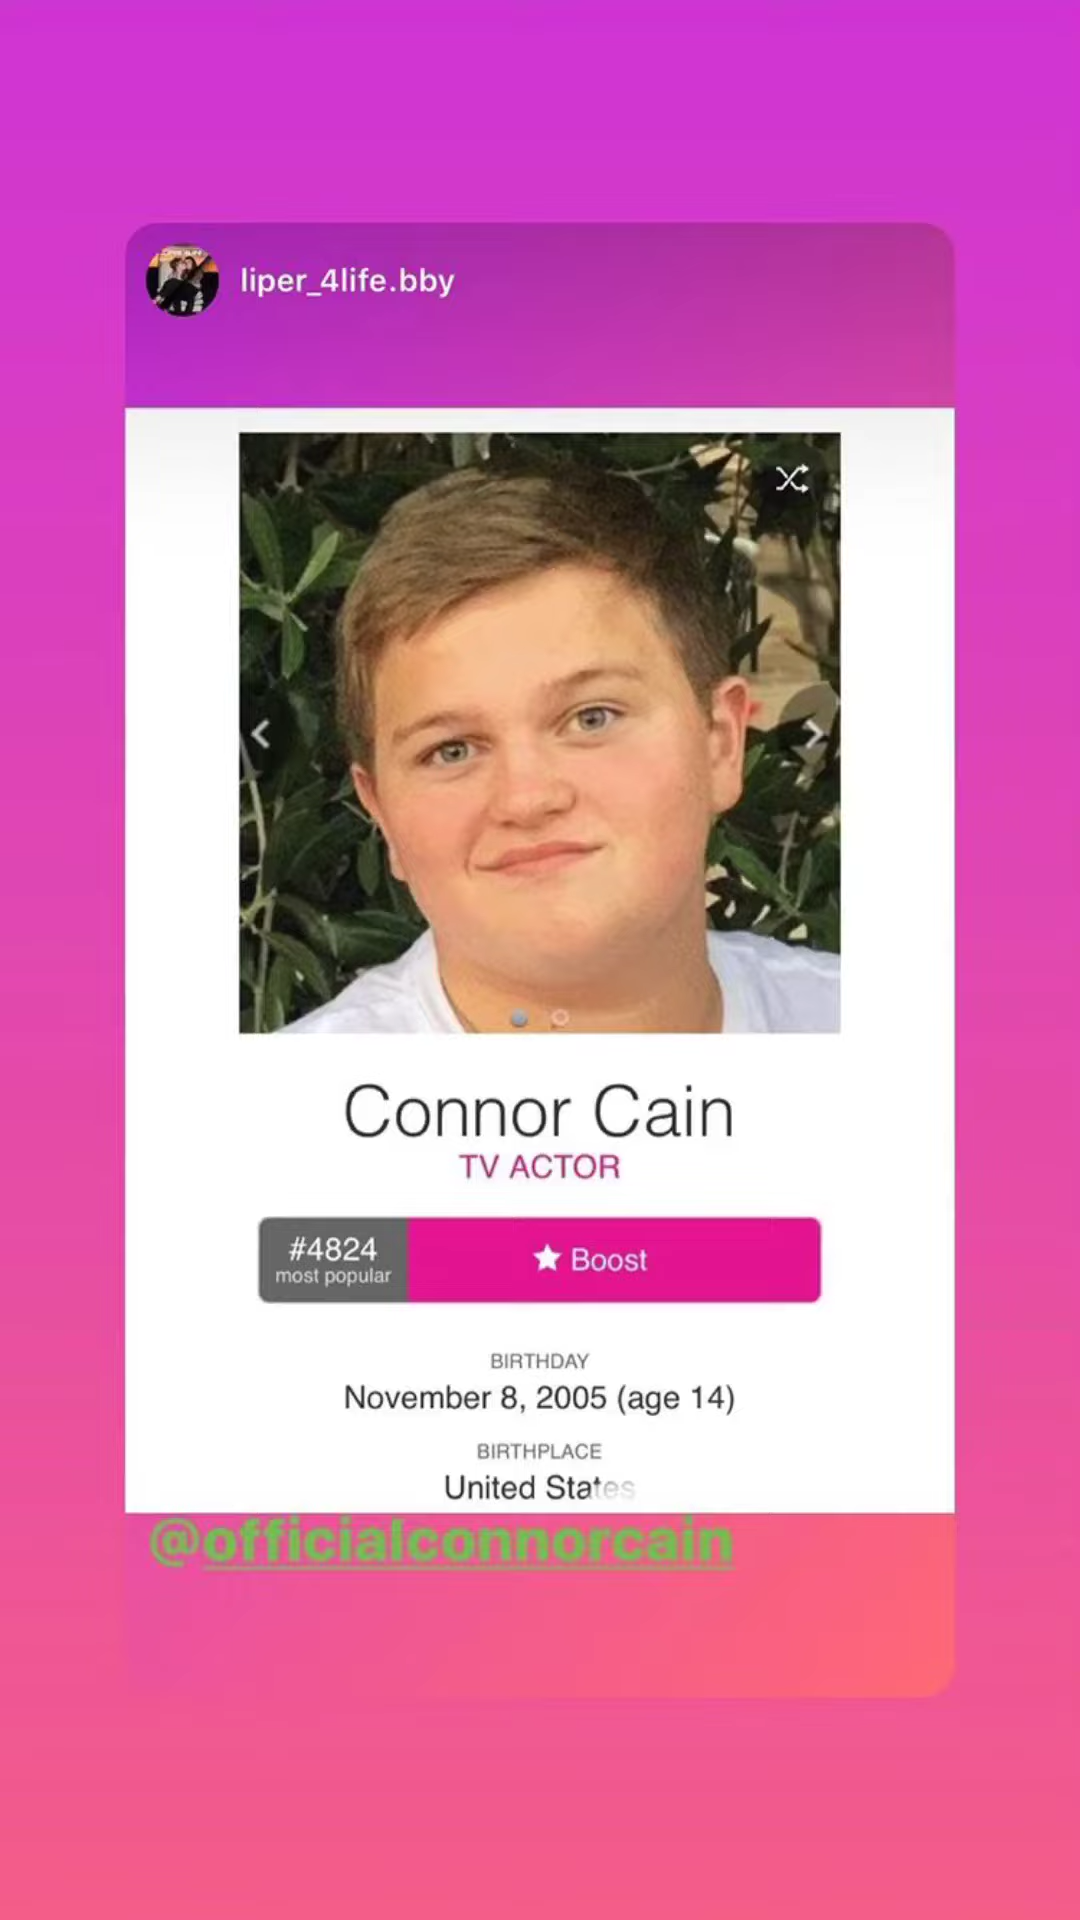 liper_4life.bby
Connor Cain
TV ACTOR
#4824
most popular
★ Boost
BIRTHDAY
November 8, 2005 (age 14)
BIRTHPLACE
United States
@officialconnorcain